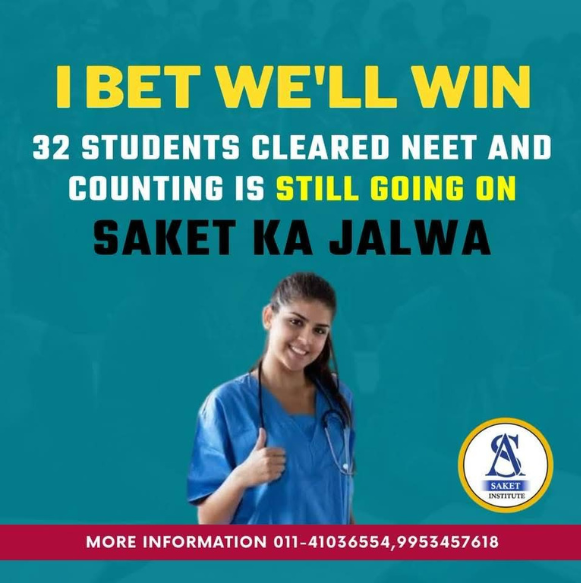 I BET WE'LL WIN
32 STUDENTS CLEARED NEET AND
COUNTING IS STILL GOING ON
SAKET KA JALWA
SA
SAKET
INSTITUTE
MORE INFORMATION 011-41036554,9953457618